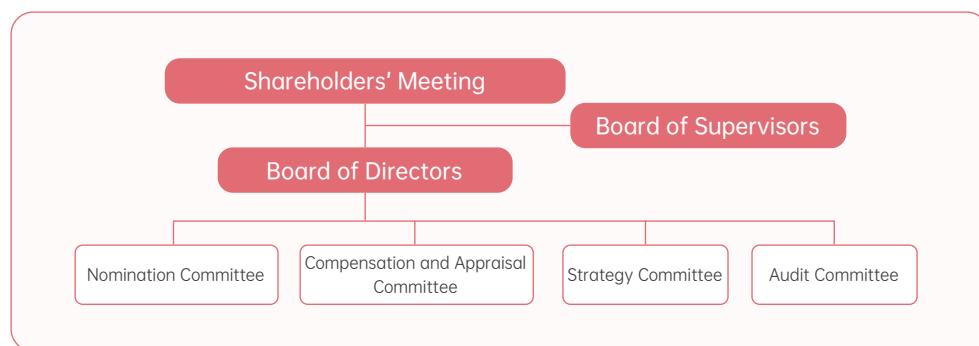 Shareholders' Meeting
Board of Supervisors
Board of Directors
Nomination Committee
Compensation and Appraisal
Committee
Strategy Committee
Audit Committee